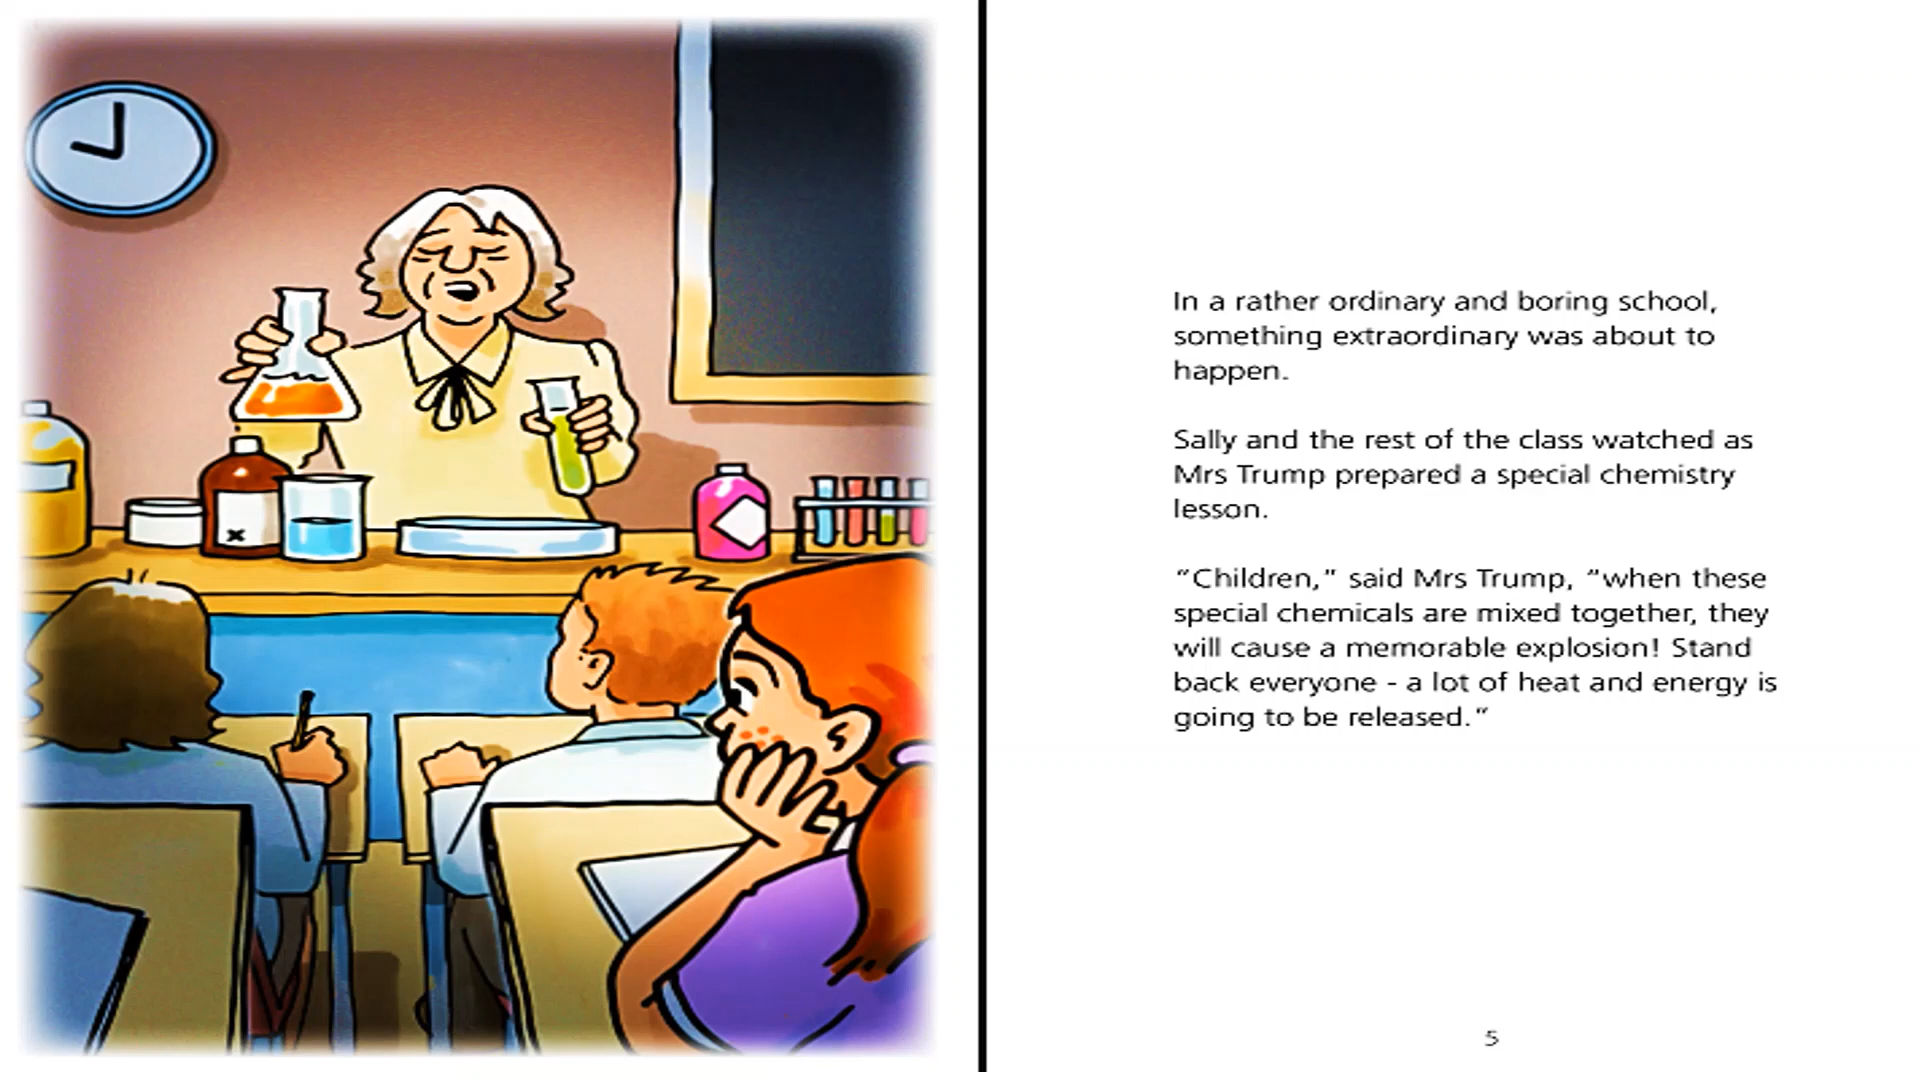 In a rather ordinary and boring school,
something extraordinary was about to
happen.
Sally and the rest of the class watched as
Mrs Trump prepared a special chemistry
lesson.
“Children,” said Mrs Trump, “when these
special chemicals are mixed together, they
will cause a memorable explosion! Stand
back everyone - a lot of heat and energy is
going to be released.”
5